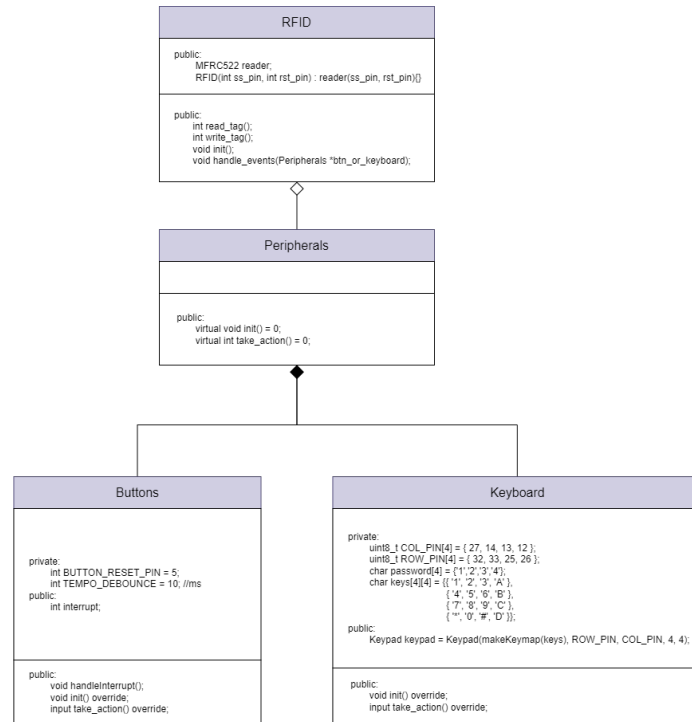 RFID
public:
MFRC522 reader;
RFID(int ss_pin, int rst_pin) : reader(ss_pin, rst_pin){}
public:
int read_tag();
int write_tag();
void init();
void handle_events(Peripherals *btn_or_keyboard);
Peripherals
public:
virtual void init() = 0;
virtual int take_action() = 0;
Buttons
private:
int BUTTON_RESET_PIN = 5;
int TEMPO_DEBOUNCE = 10; //ms
public:
int interrupt;
public:
void handleInterrupt();
void init() override;
input take_action() override;
Keyboard
private:
uint8_t COL_PIN[4] = { 27, 14, 13, 12 };
uint8_t ROW_PIN[4] = { 32, 33, 25, 26 };
char password[4] = {'1','2','3','4'};
char keys[4][4] = {{ '1', '2', '3', 'A' },
{ '4', '5', '6', 'B' },
{ '7', '8', '9', 'C' },
{ '*', '0', '#', 'D' }};
public:
Keypad keypad = Keypad(makeKeymap(keys), ROW_PIN, COL_PIN, 4, 4);
public:
void init() override;
input take_action() override;